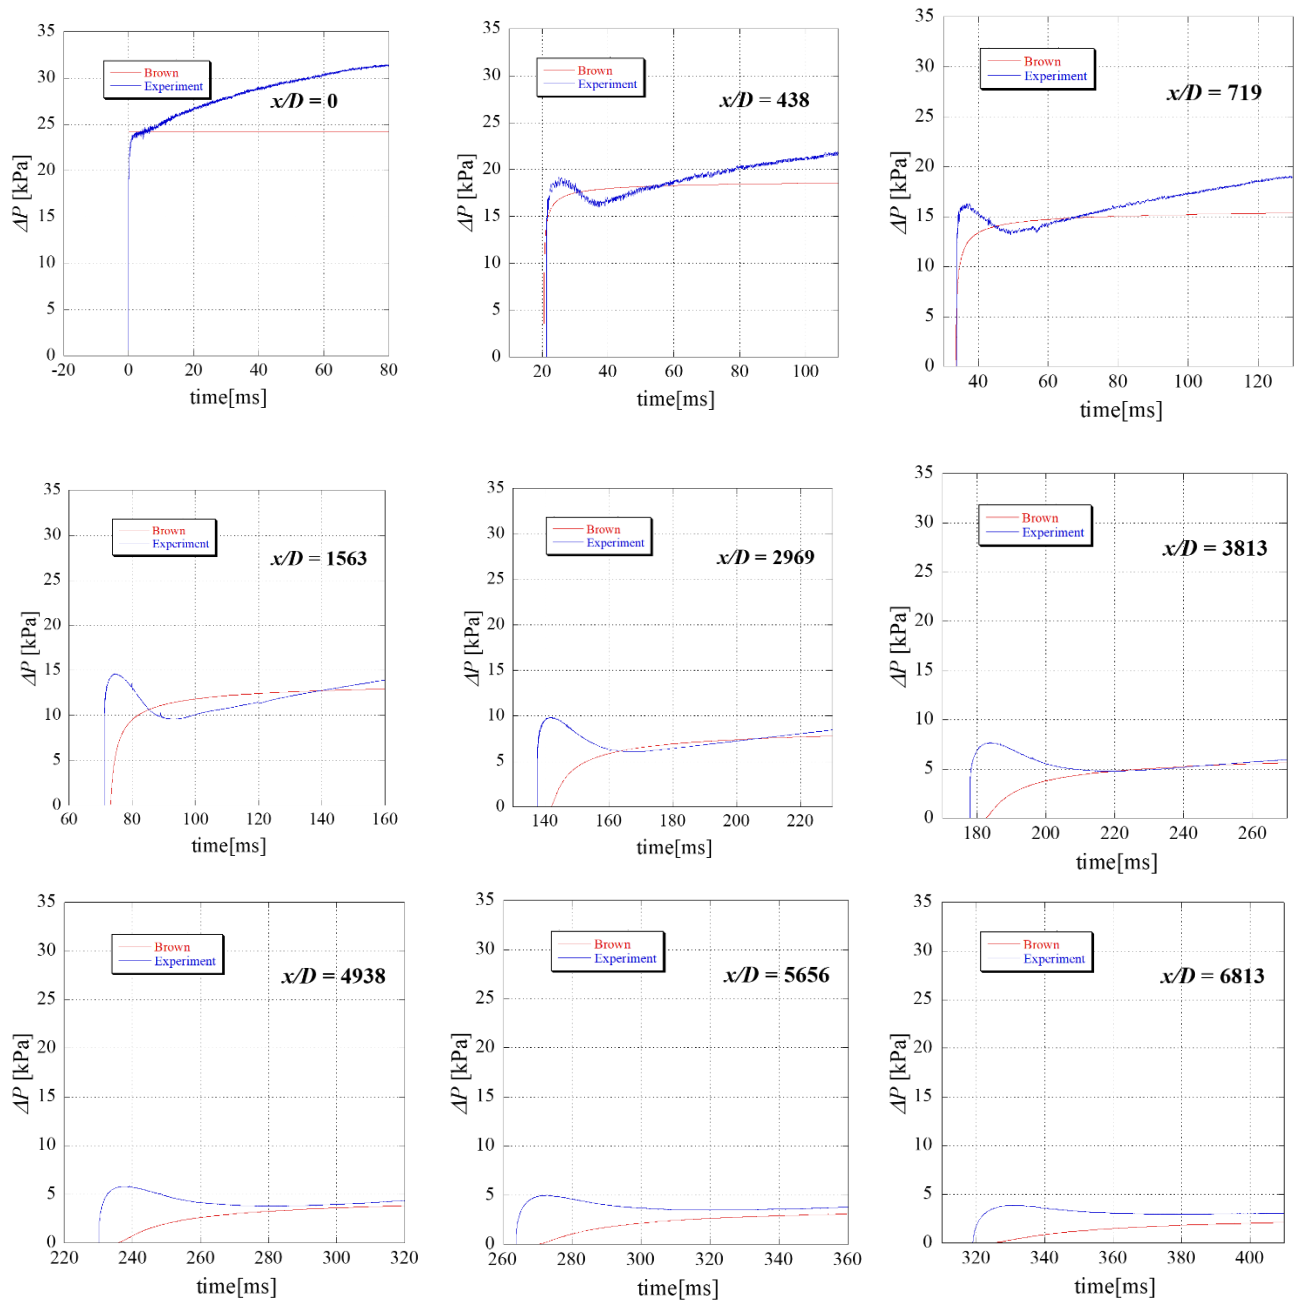 35
30
25
20
15
10
5
0
ΔP [kPa]
Brown
Experiment
x/D = 0
-20 0 20 40 60 80
time[ms]
35
30
25
20
15
10
5
0
ΔP [kPa]
Brown
Experiment
x/D = 438
20 40 60 80 100
time[ms]
35
30
25
20
15
10
5
0
ΔP [kPa]
Brown
Experiment
x/D = 719
40 60 80 100 120
time[ms]
35
30
25
20
15
10
5
0
ΔP [kPa]
Brown
Experiment
x/D = 1563
60 80 100 120 140 160
time[ms]
35
30
25
20
15
10
5
0
ΔP [kPa]
Brown
Experiment
x/D = 2969
140 160 180 200 220
time[ms]
35
30
25
20
15
10
5
0
ΔP [kPa]
Brown
Experiment
x/D = 3813
180 200 220 240 260
time[ms]
35
30
25
20
15
10
5
0
ΔP [kPa]
Brown
Experiment
x/D = 4938
220 240 260 280 300 320
time[ms]
35
30
25
20
15
10
5
0
ΔP [kPa]
Brown
Experiment
x/D = 5656
260 280 300 320 340 360
time[ms]
35
30
25
20
15
10
5
0
ΔP [kPa]
Brown
Experiment
x/D = 6813
320 340 360 380 400
time[ms]